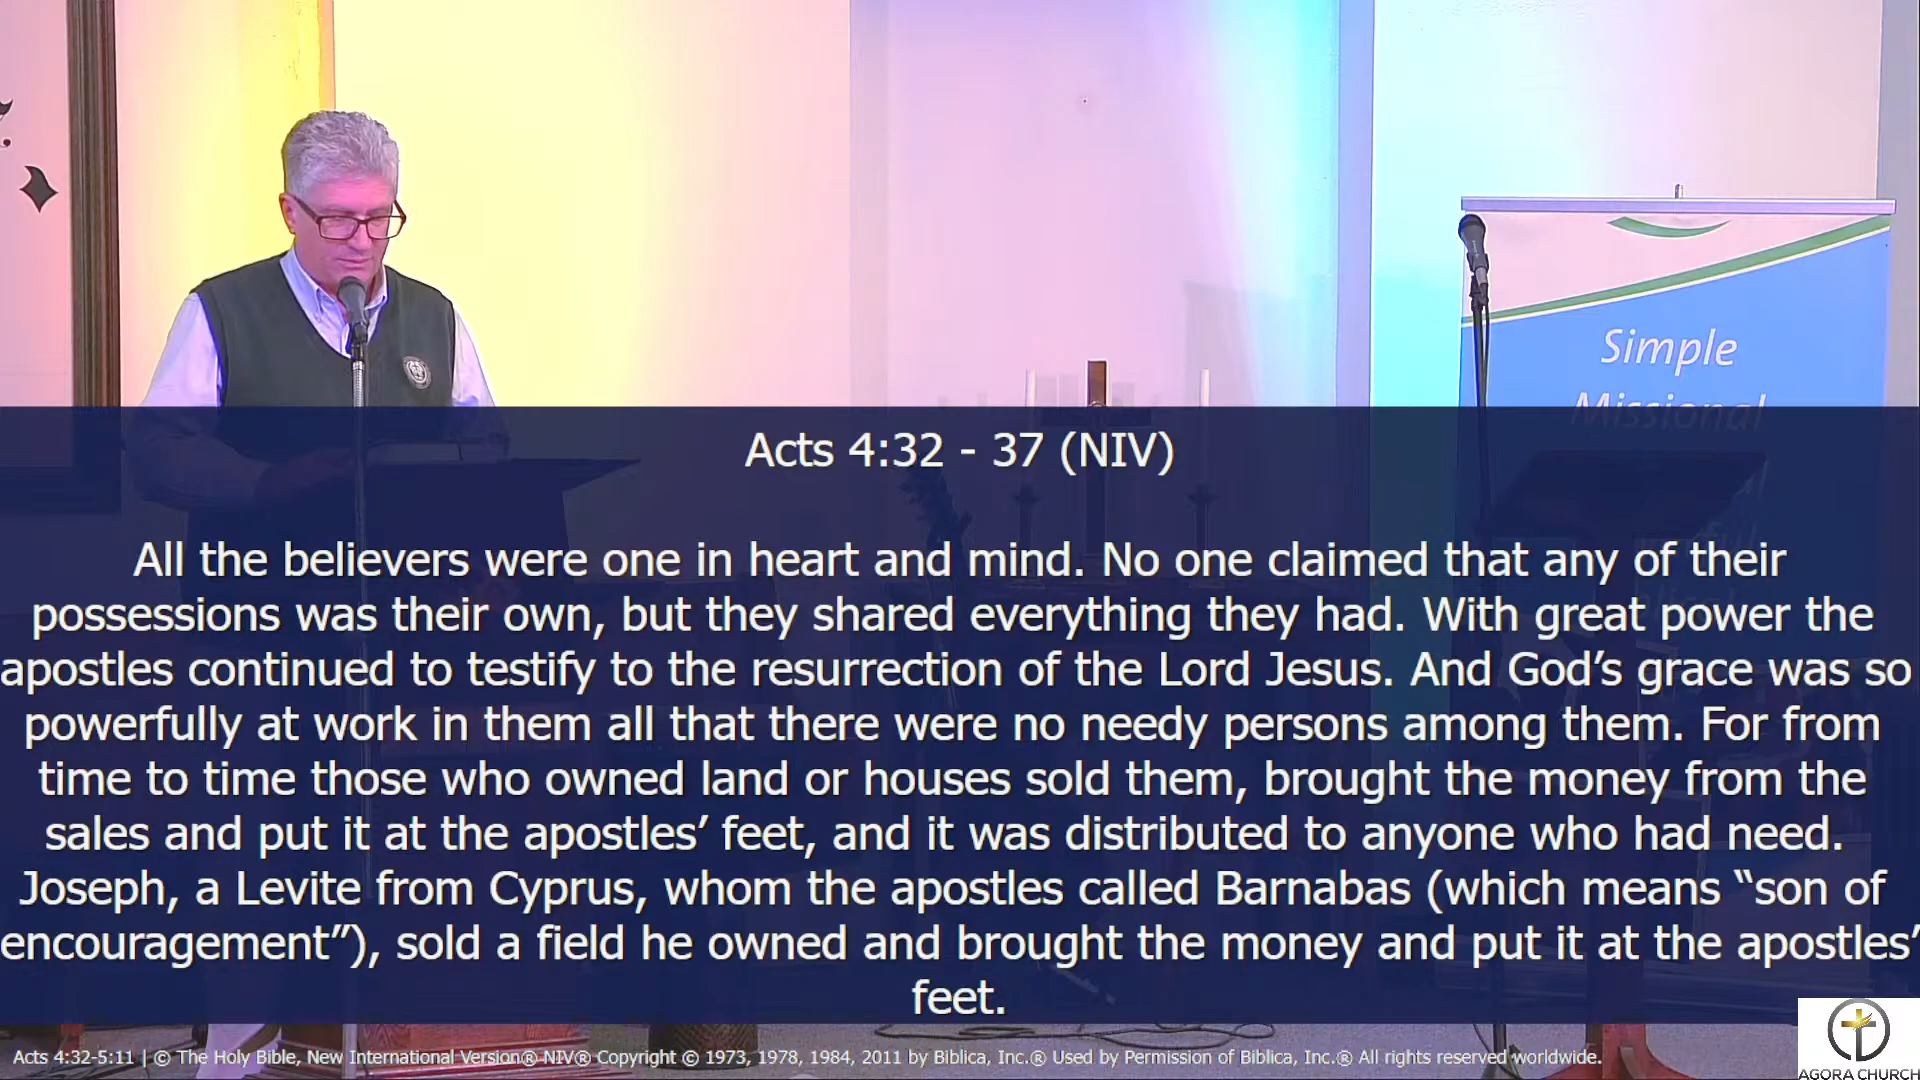 Simple
Missional
Acts 4:32 - 37 (NIV)
All the believers were one in heart and mind. No one claimed that any of their
possessions was their own, but they shared everything they had. With great power the
apostles continued to testify to the resurrection of the Lord Jesus. And God’s grace was so
powerfully at work in them all that there were no needy persons among them. For from
time to time those who owned land or houses sold them, brought the money from the
sales and put it at the apostles’ feet, and it was distributed to anyone who had need.
Joseph, a Levite from Cyprus, whom the apostles called Barnabas (which means “son of
encouragement”), sold a field he owned and brought the money and put it at the apostles’
feet.
Acts 4:32-5:11 | © The Holy Bible, New International Version® NIV® Copyright © 1973, 1978, 1984, 2011 by Biblica, Inc.® Used by Permission of Biblica, Inc.® All rights reserved worldwide.
AGORA CHURCH